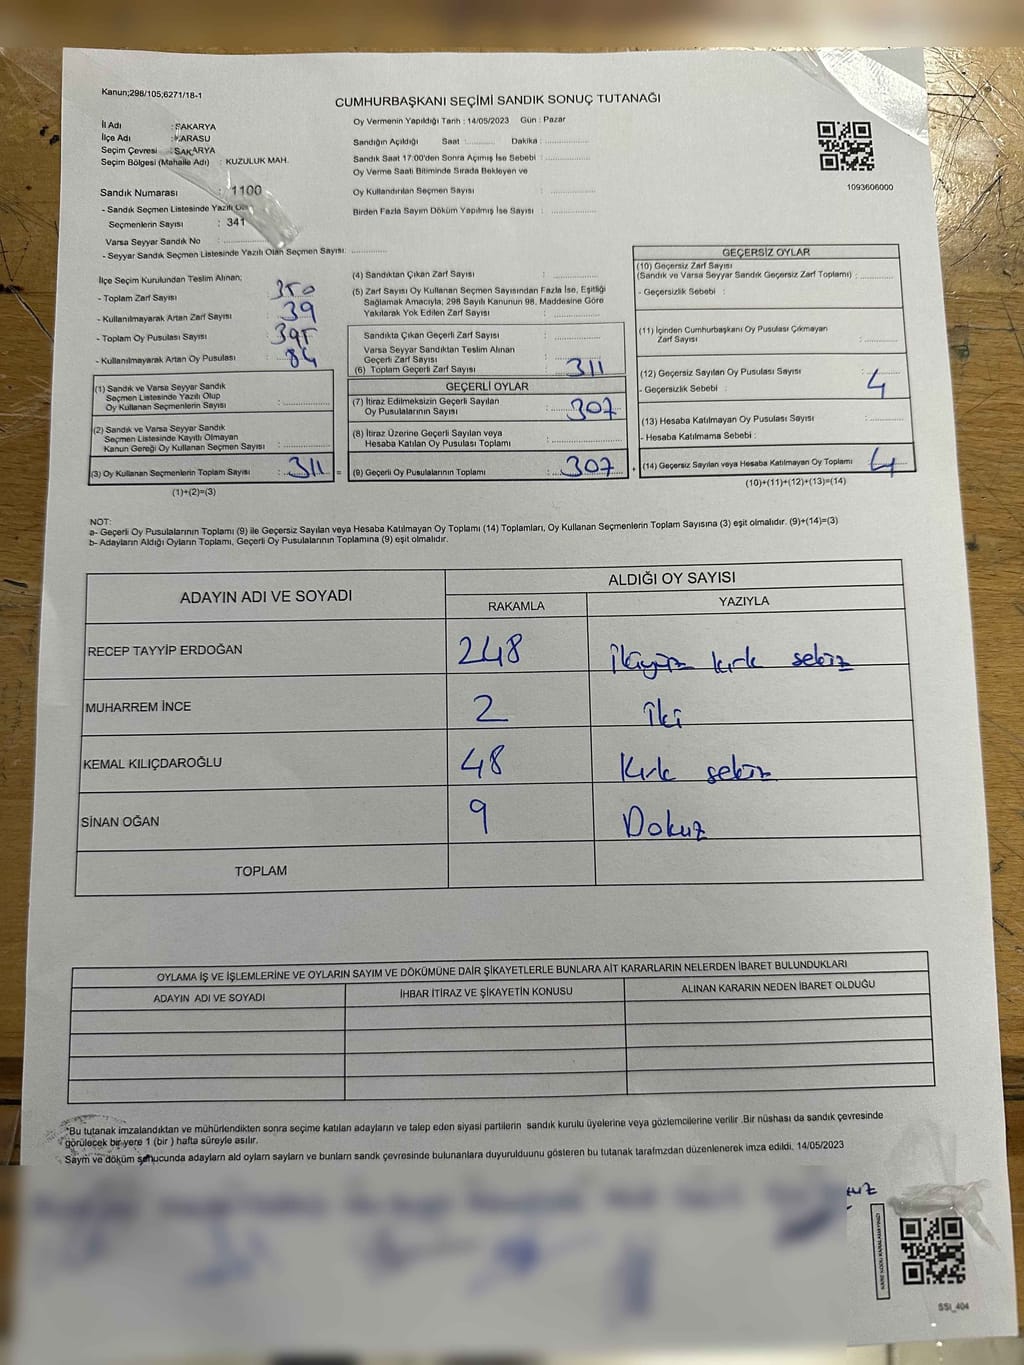 Kanun;298/105,6271/18-1
CUMHURBAŞKANI SEÇİMİ SANDIK SONUÇ TUTANAĞI
İl Adı : SAKARYA
İlçe Adı : KARASU
Seçim Çevresi : SAKARYA
Seçim Bölgesi (Mahalle Adı) : KUZULUK MAH.
Sandık Numarası : 1100
- Sandık Seçmen Listesinde Yazılı
Seçmenlerin Sayısı : 341
Varsa Seyyar Sandık No : ............
- Seyyar Sandık Seçmen Listesinde Yazılı Olan Seçmen Sayısı: ............
Oy Vermenin Yapıldığı Tarih : 14/05/2023 Gün : Pazar
Sandığın Açıldığı Saat : ............ Dakika : ............
Sandık Saat 17:00'den Sonra Açımış İse Sebebi : ............
Oy Verme Saati Bitiminde Sırada Bekleyen ve
Oy Kullandırılan Seçmen Sayısı : ............
Birden Fazla Sayım Döküm Yapılmış İse Sayısı : ............
1093606000
İlçe Seçim Kurulundan Teslim Alınan;
- Toplam Zarf Sayısı : 350
- Kullanılmayarak Artan Zarf Sayısı : 39
- Toplam Oy Pusulası Sayısı : 395
- Kullanılmayarak Artan Oy Pusulası : 84
(1) Sandık ve Varsa Seyyar Sandık
Seçmen Listesinde Yazılı Olup
Oy Kullanan Seçmenlerin Sayısı : ............
(2) Sandık ve Varsa Seyyar Sandık
Seçmen Listesinde Kayıtlı Olmayan
Kanun Gereği Oy Kullanan Seçmen Sayısı : ............
(3) Oy Kullanan Seçmenlerin Toplam Sayısı : 311 =
(1)+(2)=(3)
(4) Sandıktan Çıkan Zarf Sayısı : ............
(5) Zarf Sayısı Oy Kullanan Seçmen Sayısından Fazla İse, Eşitliği
Sağlamak Amacıyla; 298 Sayılı Kanunun 98. Maddesine Göre
Yakılarak Yok Edilen Zarf Sayısı : ............
Sandıkta Çıkan Geçerli Zarf Sayısı : ............
Varsa Seyyar Sandıktan Teslim Alınan
Geçerli Zarf Sayısı : ............
(6) Toplam Geçerli Zarf Sayısı : 311
GEÇERLİ OYLAR
(7) İtiraz Edilmeksizin Geçerli Sayılan
Oy Pusulalarının Sayısı : 307
(8) İtiraz Üzerine Geçerli Sayılan veya
Hesaba Katılan Oy Pusulası Toplamı : ............
(9) Geçerli Oy Pusulalarının Toplamı : 307 +
GEÇERSİZ OYLAR
(10) Geçersiz Zarf Sayısı
(Sandık ve Varsa Seyyar Sandık Geçersiz Zarf Toplamı) : ............
- Geçersizlik Sebebi :
(11) İçinden Cumhurbaşkanı Oy Pusulası Çıkmayan
Zarf Sayısı : ............
(12) Geçersiz Sayılan Oy Pusulası Sayısı : 4
- Geçersizlik Sebebi :
(13) Hesaba Katılmayan Oy Pusulası Sayısı : ............
- Hesaba Katılmama Sebebi :
(14) Geçersiz Sayılan veya Hesaba Katılmayan Oy Toplamı : 4
(10)+(11)+(12)+(13)=(14)
NOT:
a- Geçerli Oy Pusulalarının Toplamı (9) ile Geçersiz Sayılan veya Hesaba Katılmayan Oy Toplamı (14) Toplamları, Oy Kullanan Seçmenlerin Toplam Sayısına (3) eşit olmalıdır. (9)+(14)=(3)
b- Adayların Aldığı Oyların Toplamı, Geçerli Oy Pusulalarının Toplamına (9) eşit olmalıdır.
ADAYIN ADI VE SOYADI ALDIĞI OY SAYISI
RAKAMLA YAZIYLA
RECEP TAYYİP ERDOĞAN 248 İkiyüz kırk sekiz
MUHARREM İNCE 2 iki
KEMAL KILIÇDAROĞLU 48 Kırk sekiz
SİNAN OĞAN 9 Dokuz
TOPLAM
OYLAMA İŞ VE İŞLEMLERİNE VE OYLARIN SAYIM VE DÖKÜMÜNE DAİR ŞİKAYETLERLE BUNLARA AİT KARARLARIN NELERDEN İBARET BULUNDUKLARI
ADAYIN ADI VE SOYADI İHBAR İTİRAZ VE ŞİKAYETİN KONUSU ALINAN KARARIN NEDEN İBARET OLDUĞU
*Bu tutanak imzalandıktan ve mühürlendikten sonra seçime katılan adayların ve talep eden siyasi partilerin sandık kurulu üyelerine veya gözlemcilerine verilir. Bir nüshası da sandık çevresinde
görülecek bir yere 1 (bir ) hafta süreyle asılır.
Sayım ve döküm sonucunda adayların ald oyların sayların ve bunların sandk çevresinde bulunanlara duyurulduunu gösteren bu tutanak tarafmzdan düzenlenerek imza edildi. 14/05/2023
SSI_404